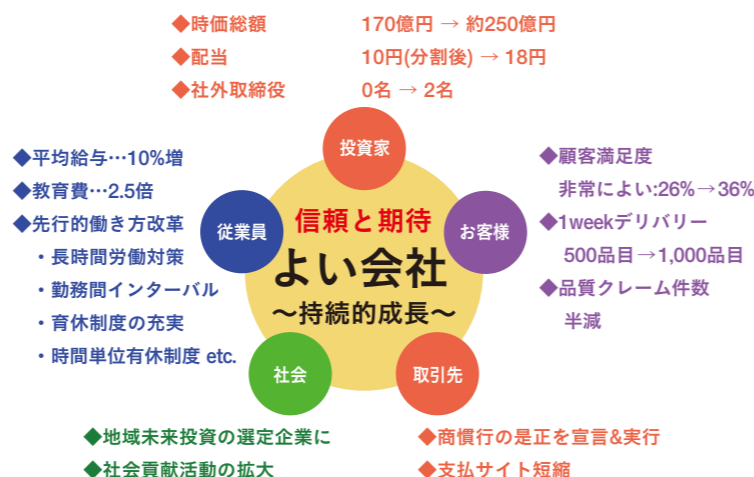 ◆時価総額 170億円 → 約250億円
◆配当 10円(分割後) → 18円
◆社外取締役 0名 → 2名
投資家
◆平均給与…10%増
◆教育費…2.5倍
◆先行的働き方改革
・長時間労働対策
・勤務間インターバル
・育休制度の充実
・時間単位有休制度 etc.
従業員
信頼と期待
よい会社
〜持続的成長〜
お客様
◆顧客満足度
非常によい:26%→36%
◆1weekデリバリー
500品目→1,000品目
◆品質クレーム件数
半減
社会
取引先
◆地域未来投資の選定企業に
◆社会貢献活動の拡大
◆商慣行の是正を宣言&実行
◆支払サイト短縮